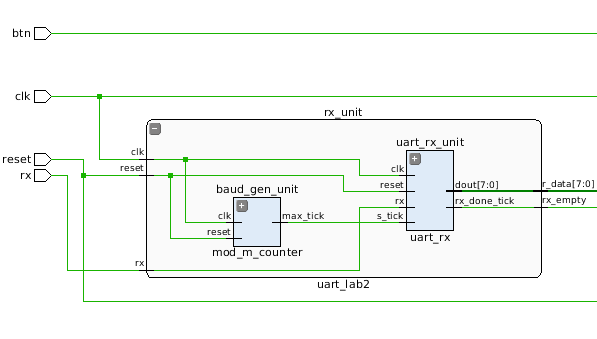 btn
clk
rx_unit
clk
reset
reset
rx
uart_rx_unit
clk
reset
rx
s_tick
dout[7:0]
rx_done_tick
uart_rx
r_data[7:0]
rx_empty
baud_gen_unit
clk
reset
max_tick
mod_m_counter
rx
uart_lab2